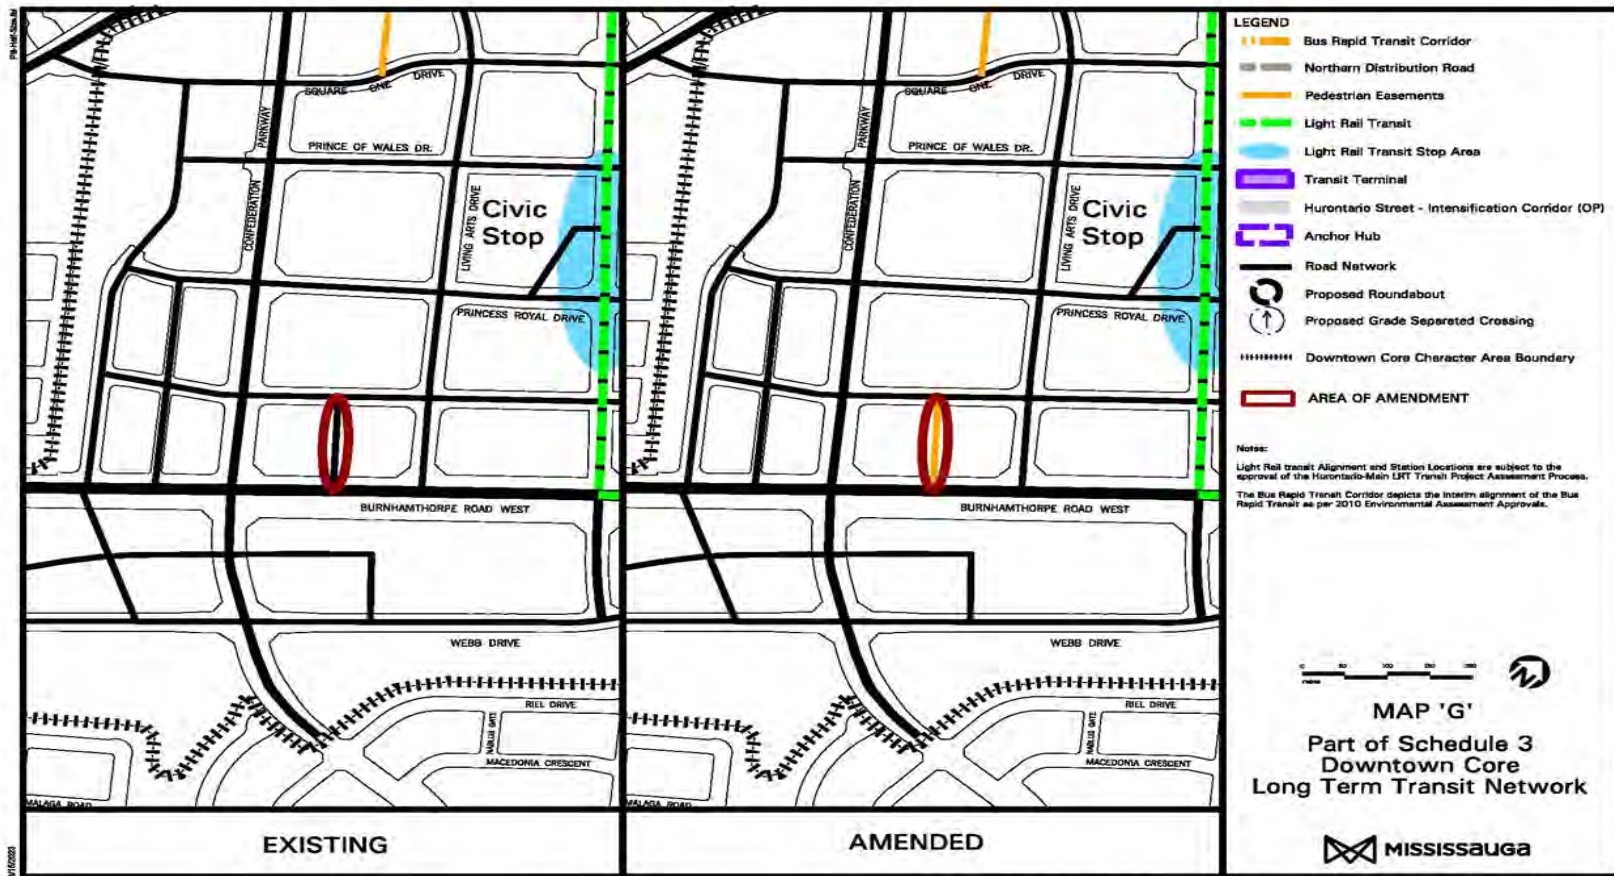 SQUARE ONE DRIVE
PARKWAY
PRINCE OF WALES DR.
CONFEDERATION
LIVING ARTS DRIVE
Civic
Stop
PRINCESS ROYAL DRIVE
BURNHAMTHORPE ROAD WEST
WEBB DRIVE
RIEL DRIVE
NABLUS GATE
MACEDONIA CRESCENT
MALAGA ROAD
EXISTING
SQUARE ONE DRIVE
PARKWAY
PRINCE OF WALES DR.
CONFEDERATION
LIVING ARTS DRIVE
Civic
Stop
PRINCESS ROYAL DRIVE
BURNHAMTHORPE ROAD WEST
WEBB DRIVE
RIEL DRIVE
NABLUS GATE
MACEDONIA CRESCENT
MALAGA ROAD
AMENDED
LEGEND
Bus Rapid Transit Corridor
Northern Distribution Road
Pedestrian Easements
Light Rail Transit
Light Rail Transit Stop Area
Transit Terminal
Hurontario Street - Intensification Corridor (OP)
Anchor Hub
Road Network
Proposed Roundabout
Proposed Grade Separated Crossing
Downtown Core Character Area Boundary
AREA OF AMENDMENT
Notes:
Light Rail transit Alignment and Station Locations are subject to the
approval of the Hurontario-Main LRT Transit Project Assessment Process.
The Bus Rapid Transit Corridor depicts the interim alignment of the Bus
Rapid Transit as per 2010 Environmental Assessment Approvals.
MAP 'G'
Part of Schedule 3
Downtown Core
Long Term Transit Network
MISSISSAUGA